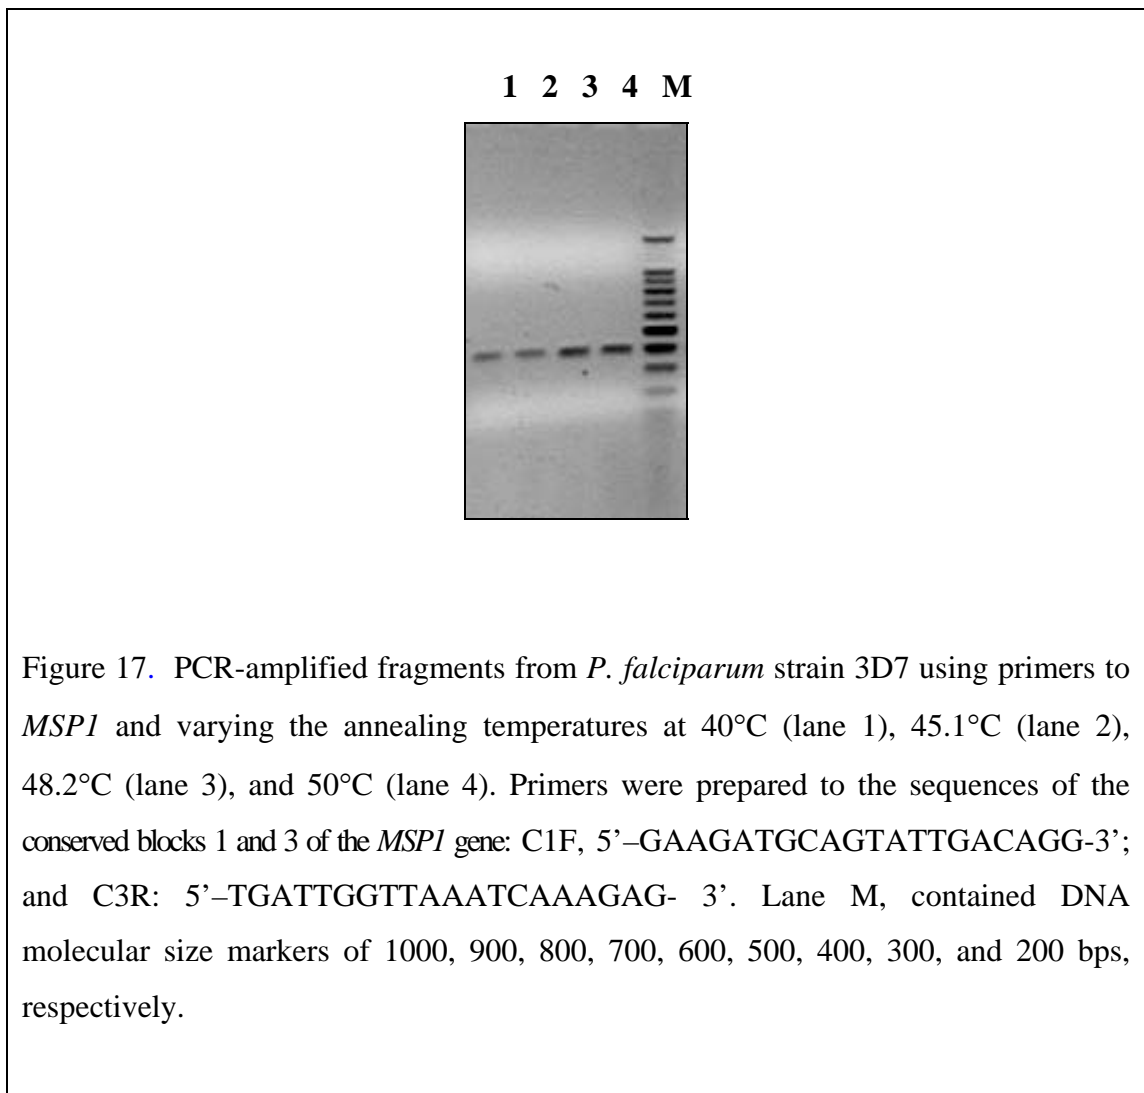 1 2 3 4 M
Figure 17. PCR-amplified fragments from P. falciparum strain 3D7 using primers to
MSP1 and varying the annealing temperatures at 40°C (lane 1), 45.1°C (lane 2),
48.2°C (lane 3), and 50°C (lane 4). Primers were prepared to the sequences of the
conserved blocks 1 and 3 of the MSP1 gene: C1F, 5’–GAAGATGCAGTATTGACAGG-3’;
and C3R: 5’–TGATTGGTTAAATCAAAGAG- 3’. Lane M, contained DNA
molecular size markers of 1000, 900, 800, 700, 600, 500, 400, 300, and 200 bps,
respectively.